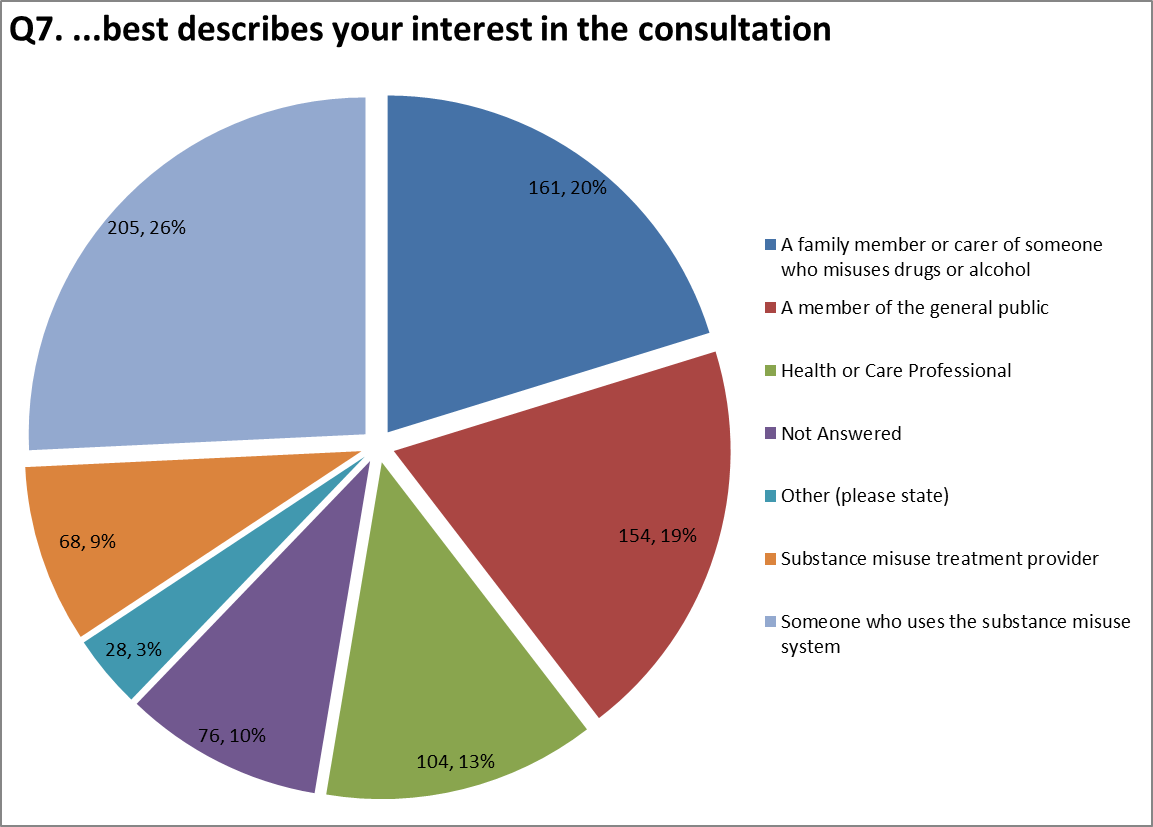 Q7. ...best describes your interest in the consultation
205, 26%
161, 20%
154, 19%
104, 13%
76, 10%
28, 3%
68, 9%
A family member or carer of someone
who misuses drugs or alcohol
A member of the general public
Health or Care Professional
Not Answered
Other (please state)
Substance misuse treatment provider
Someone who uses the substance misuse
system